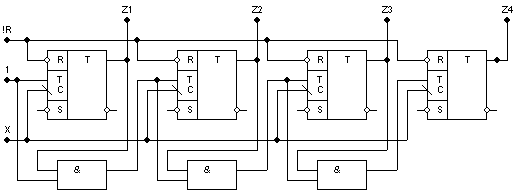 Z1 Z2 Z3 Z4
!R
R T R T R T R T
1 T T T T
C C C C
S S S S
X
& & &